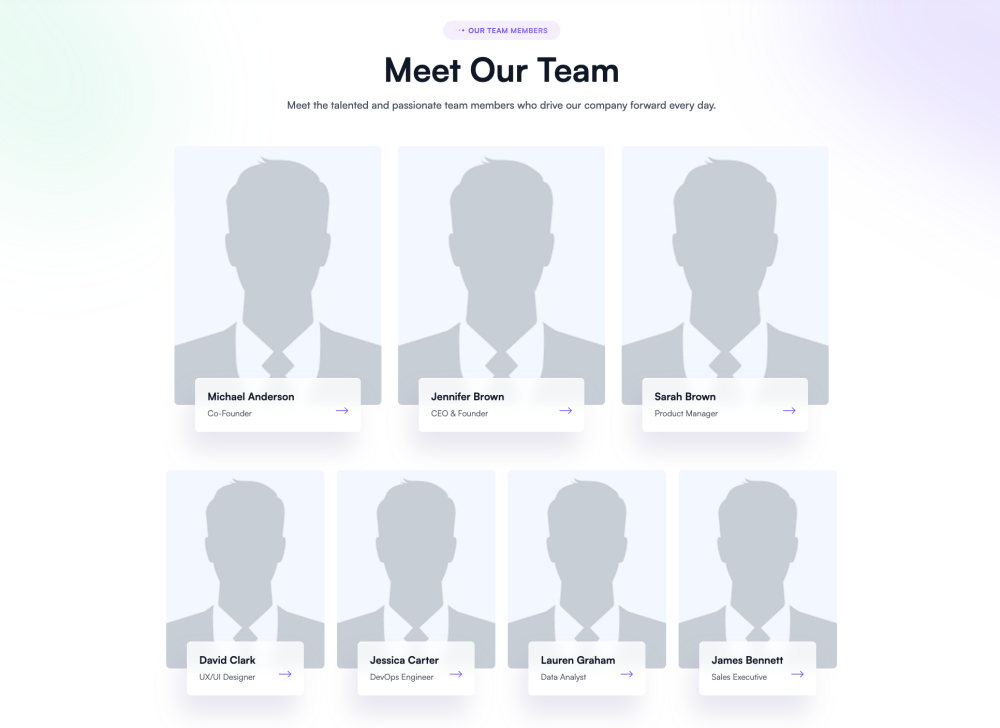 OUR TEAM MEMBERS
Meet Our Team
Meet the talented and passionate team members who drive our company forward every day.
Michael Anderson
Co-Founder
Jennifer Brown
CEO & Founder
Sarah Brown
Product Manager
David Clark
UX/UI Designer
Jessica Carter
DevOps Engineer
Lauren Graham
Data Analyst
James Bennett
Sales Executive